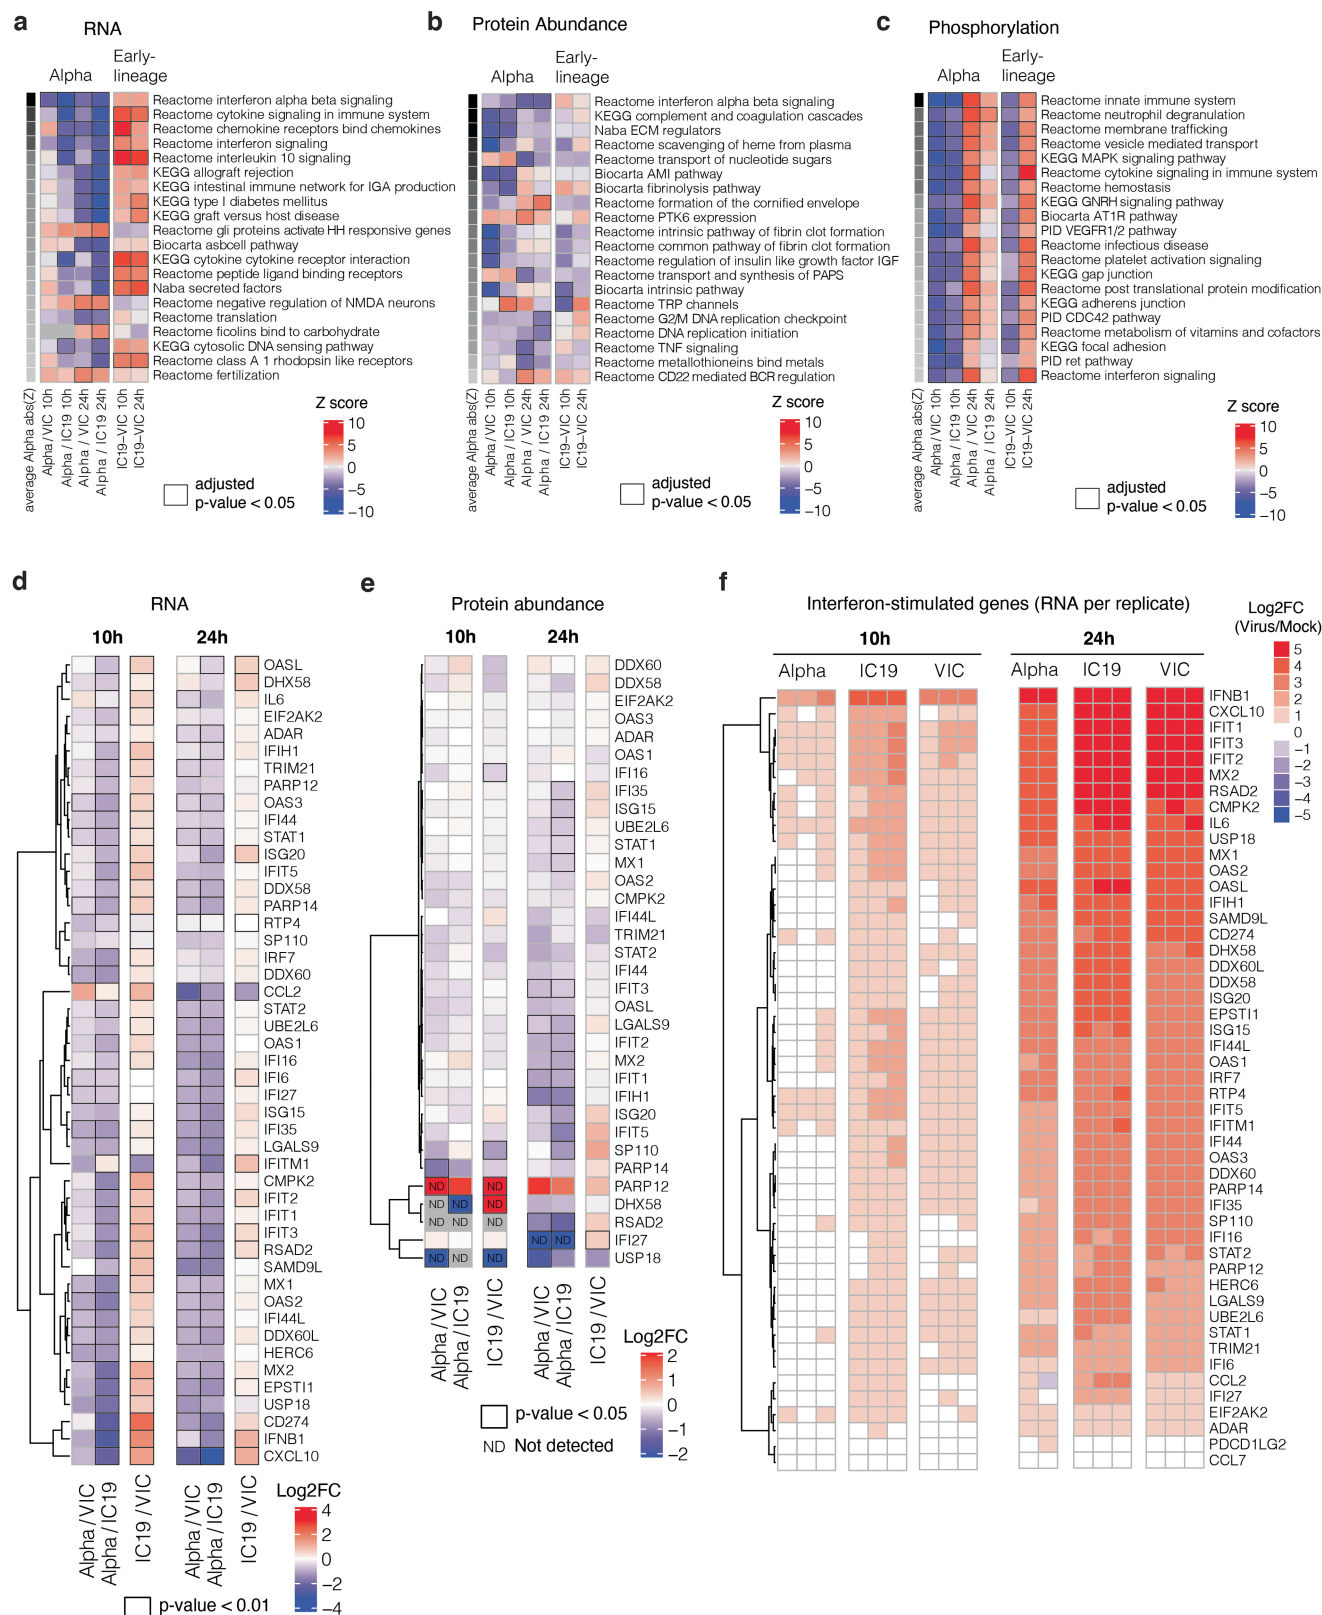 a
RNA
Alpha
Early-
lineage
Reactome interferon alpha beta signaling
Reactome cytokine signaling in immune system
Reactome chemokine receptors bind chemokines
Reactome interferon signaling
Reactome interleukin 10 signaling
KEGG allograft rejection
KEGG intestinal immune network for IGA production
KEGG type I diabetes mellitus
KEGG graft versus host disease
Reactome gli proteins activate HH responsive genes
Biocarta asbcell pathway
KEGG cytokine cytokine receptor interaction
Reactome peptide ligand binding receptors
Naba secreted factors
Reactome negative regulation of NMDA neurons
Reactome translation
Reactome ficolins bind to carbohydrate
KEGG cytosolic DNA sensing pathway
Reactome class A 1 rhodopsin like receptors
Reactome fertilization
average Alpha abs(Z)
Alpha / VIC 10h
Alpha / IC19 10h
Alpha / VIC 24h
Alpha / IC19 24h
IC19–VIC 10h
IC19–VIC 24h
adjusted
p-value < 0.05
Z score
10
5
0
−5
−10
b
Protein Abundance
Alpha
Early-
lineage
Reactome interferon alpha beta signaling
KEGG complement and coagulation cascades
Naba ECM regulators
Reactome scavenging of heme from plasma
Reactome transport of nucleotide sugars
Biocarta AMI pathway
Biocarta fibrinolysis pathway
Reactome formation of the cornified envelope
Reactome PTK6 expression
Reactome intrinsic pathway of fibrin clot formation
Reactome common pathway of fibrin clot formation
Reactome regulation of insulin like growth factor IGF
Reactome transport and synthesis of PAPS
Biocarta intrinsic pathway
Reactome TRP channels
Reactome G2/M DNA replication checkpoint
Reactome DNA replication initiation
Reactome TNF signaling
Reactome metallothioneins bind metals
Reactome CD22 mediated BCR regulation
average Alpha abs(Z)
Alpha / VIC 10h
Alpha / IC19 10h
Alpha / VIC 24h
Alpha / IC19 24h
IC19–VIC 10h
IC19–VIC 24h
adjusted
p-value < 0.05
Z score
10
5
0
−5
−10
c
Phosphorylation
Alpha
Early-
lineage
Reactome innate immune system
Reactome neutrophil degranulation
Reactome membrane trafficking
Reactome vesicle mediated transport
KEGG MAPK signaling pathway
Reactome cytokine signaling in immune system
Reactome hemostasis
KEGG GNRH signaling pathway
Biocarta AT1R pathway
PID VEGFR1/2 pathway
Reactome infectious disease
Reactome platelet activation signaling
KEGG gap junction
Reactome post translational protein modification
KEGG adherens junction
PID CDC42 pathway
Reactome metabolism of vitamins and cofactors
KEGG focal adhesion
PID ret pathway
Reactome interferon signaling
average Alpha abs(Z)
Alpha / VIC 10h
Alpha / IC19 10h
Alpha / VIC 24h
Alpha / IC19 24h
IC19–VIC 10h
IC19–VIC 24h
adjusted
p-value < 0.05
Z score
10
5
0
−5
−10
d
RNA
10h
24h
OASL
DHX58
IL6
EIF2AK2
ADAR
IFIH1
TRIM21
PARP12
OAS3
IFI44
STAT1
ISG20
IFIT5
DDX58
PARP14
RTP4
SP110
IRF7
DDX60
CCL2
STAT2
UBE2L6
OAS1
IFI16
IFI6
IFI27
ISG15
IFI35
LGALS9
IFITM1
CMPK2
IFIT2
IFIT1
IFIT3
RSAD2
SAMD9L
MX1
OAS2
IFI44L
DDX60L
HERC6
MX2
EPSTI1
USP18
CD274
IFNB1
CXCL10
Alpha / VIC
Alpha / IC19
IC19 / VIC
Alpha / VIC
Alpha / IC19
IC19 / VIC
p-value < 0.01
Log2FC
4
2
0
−2
−4
e
Protein abundance
10h
24h
DDX60
DDX58
EIF2AK2
OAS3
ADAR
OAS1
IFI16
IFI35
ISG15
UBE2L6
STAT1
MX1
OAS2
CMPK2
IFI44L
TRIM21
STAT2
IFI44
IFIT3
OASL
LGALS9
IFIT2
MX2
IFIT1
IFIH1
ISG20
IFIT5
SP110
PARP14
ND ND PARP12
ND ND ND DHX58
ND ND ND RSAD2
ND ND IFI27
ND ND ND USP18
Alpha / VIC
Alpha / IC19
IC19 / VIC
Alpha / VIC
Alpha / IC19
IC19 / VIC
p-value < 0.05
ND Not detected
Log2FC
2
1
0
−1
−2
f
Interferon-stimulated genes (RNA per replicate)
10h
24h
Alpha IC19 VIC
Alpha IC19 VIC
IFNB1
CXCL10
IFIT1
IFIT3
IFIT2
MX2
RSAD2
CMPK2
IL6
USP18
MX1
OAS2
OASL
IFIH1
SAMD9L
CD274
DHX58
DDX60L
DDX58
ISG20
EPSTI1
ISG15
IFI44L
OAS1
IRF7
RTP4
IFIT5
IFITM1
IFI44
OAS3
DDX60
PARP14
IFI35
SP110
IFI16
STAT2
PARP12
HERC6
LGALS9
UBE2L6
STAT1
TRIM21
IFI6
CCL2
IFI27
EIF2AK2
ADAR
PDCD1LG2
CCL7
Log2FC
(Virus/Mock)
5
4
3
2
1
0
−1
−2
−3
−4
−5